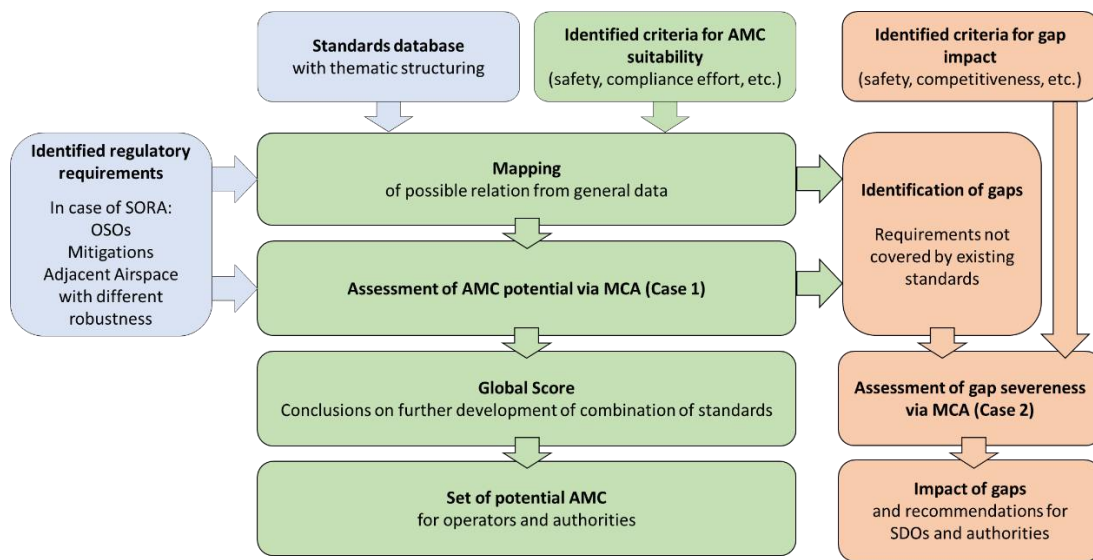 Standards database
with thematic structuring
Identified criteria for AMC
suitability
(safety, compliance effort, etc.)
Identified criteria for gap
impact
(safety, competitiveness, etc.)
Identified regulatory
requirements
In case of SORA:
OSOs
Mitigations
Adjacent Airspace
with different
robustness
Mapping
of possible relation from general data
Identification of gaps
Requirements not
covered by existing
standards
Assessment of AMC potential via MCA (Case 1)
Global Score
Conclusions on further development of combination of standards
Assessment of gap severeness
via MCA (Case 2)
Set of potential AMC
for operators and authorities
Impact of gaps
and recommendations for
SDOs and authorities